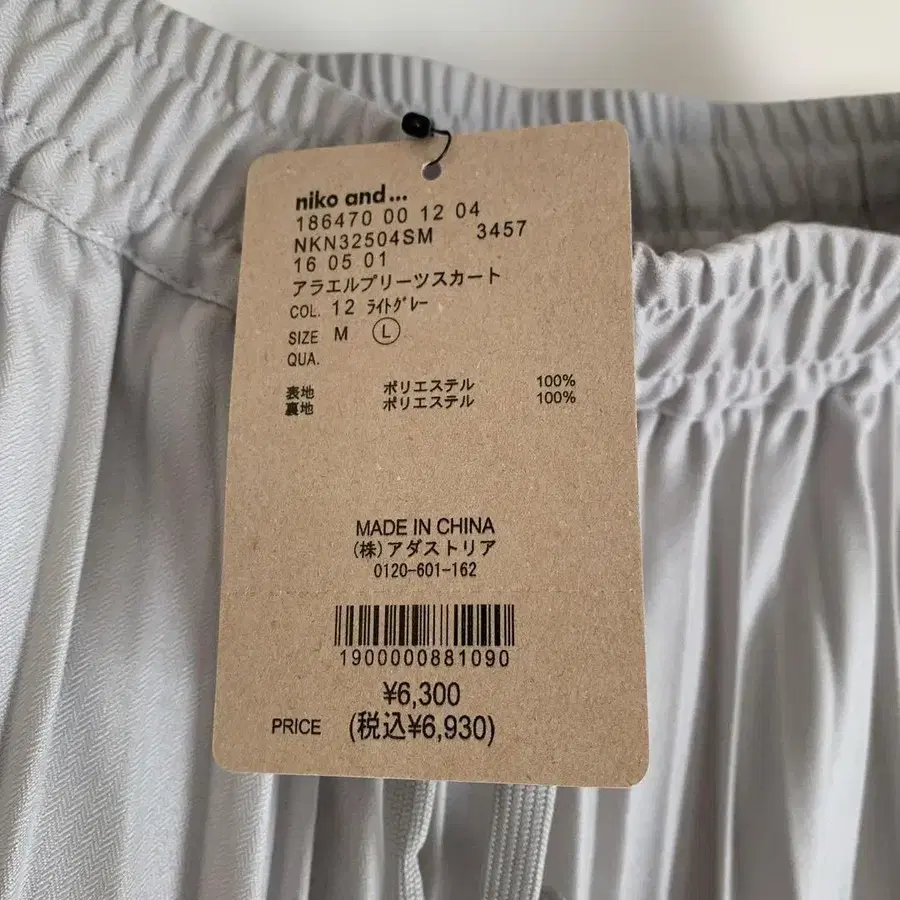 niko and...
186470 00 12 04
NKN32504SM 3457
16 05 01
アラエルプリーツスカート
COL. 12 ﾗｲﾄｸﾞﾚｰ
SIZE M Ⓛ
QUA.
表地 ポリエステル 100%
裏地 ポリエステル 100%
MADE IN CHINA
(株)アダストリア
0120-601-162
1900000881090
¥6,300
PRICE (税込¥6,930)